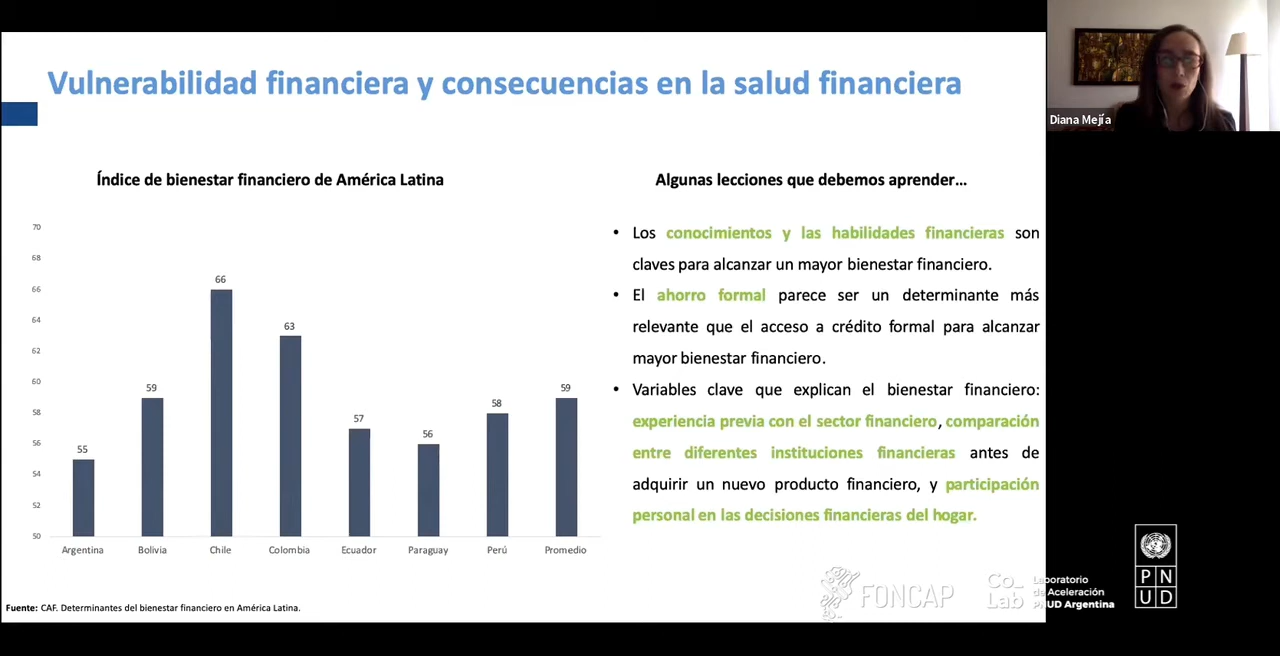 Vulnerabilidad financiera y consecuencias en la salud financiera
Diana Mejía
Índice de bienestar financiero de América Latina
70
68
66
64
62
60
58
56
54
52
50
55
59
66
63
57
56
58
59
Argentina
Bolivia
Chile
Colombia
Ecuador
Paraguay
Perú
Promedio
Fuente: CAF. Determinantes del bienestar financiero en América Latina.
Algunas lecciones que debemos aprender...
• Los conocimientos y las habilidades financieras son
claves para alcanzar un mayor bienestar financiero.
• El ahorro formal parece ser un determinante más
relevante que el acceso a crédito formal para alcanzar
mayor bienestar financiero.
• Variables clave que explican el bienestar financiero:
experiencia previa con el sector financiero, comparación
entre diferentes instituciones financieras antes de
adquirir un nuevo producto financiero, y participación
personal en las decisiones financieras del hogar.
FONCAP
Co_
Lab
Laboratorio
de Aceleración
PNUD Argentina
P N
U D